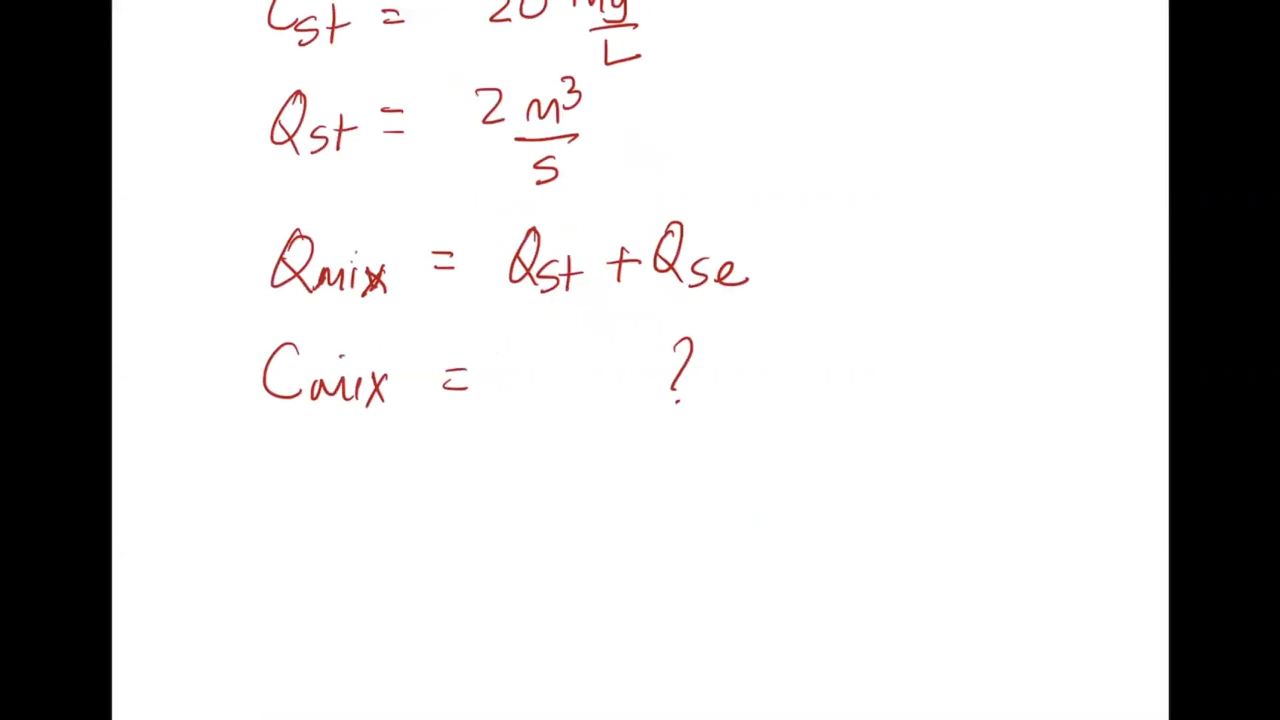 Cst = 20 mg/L
Qst = 2 m³/s
Qmix = Qst + Qse
Cmix = ?